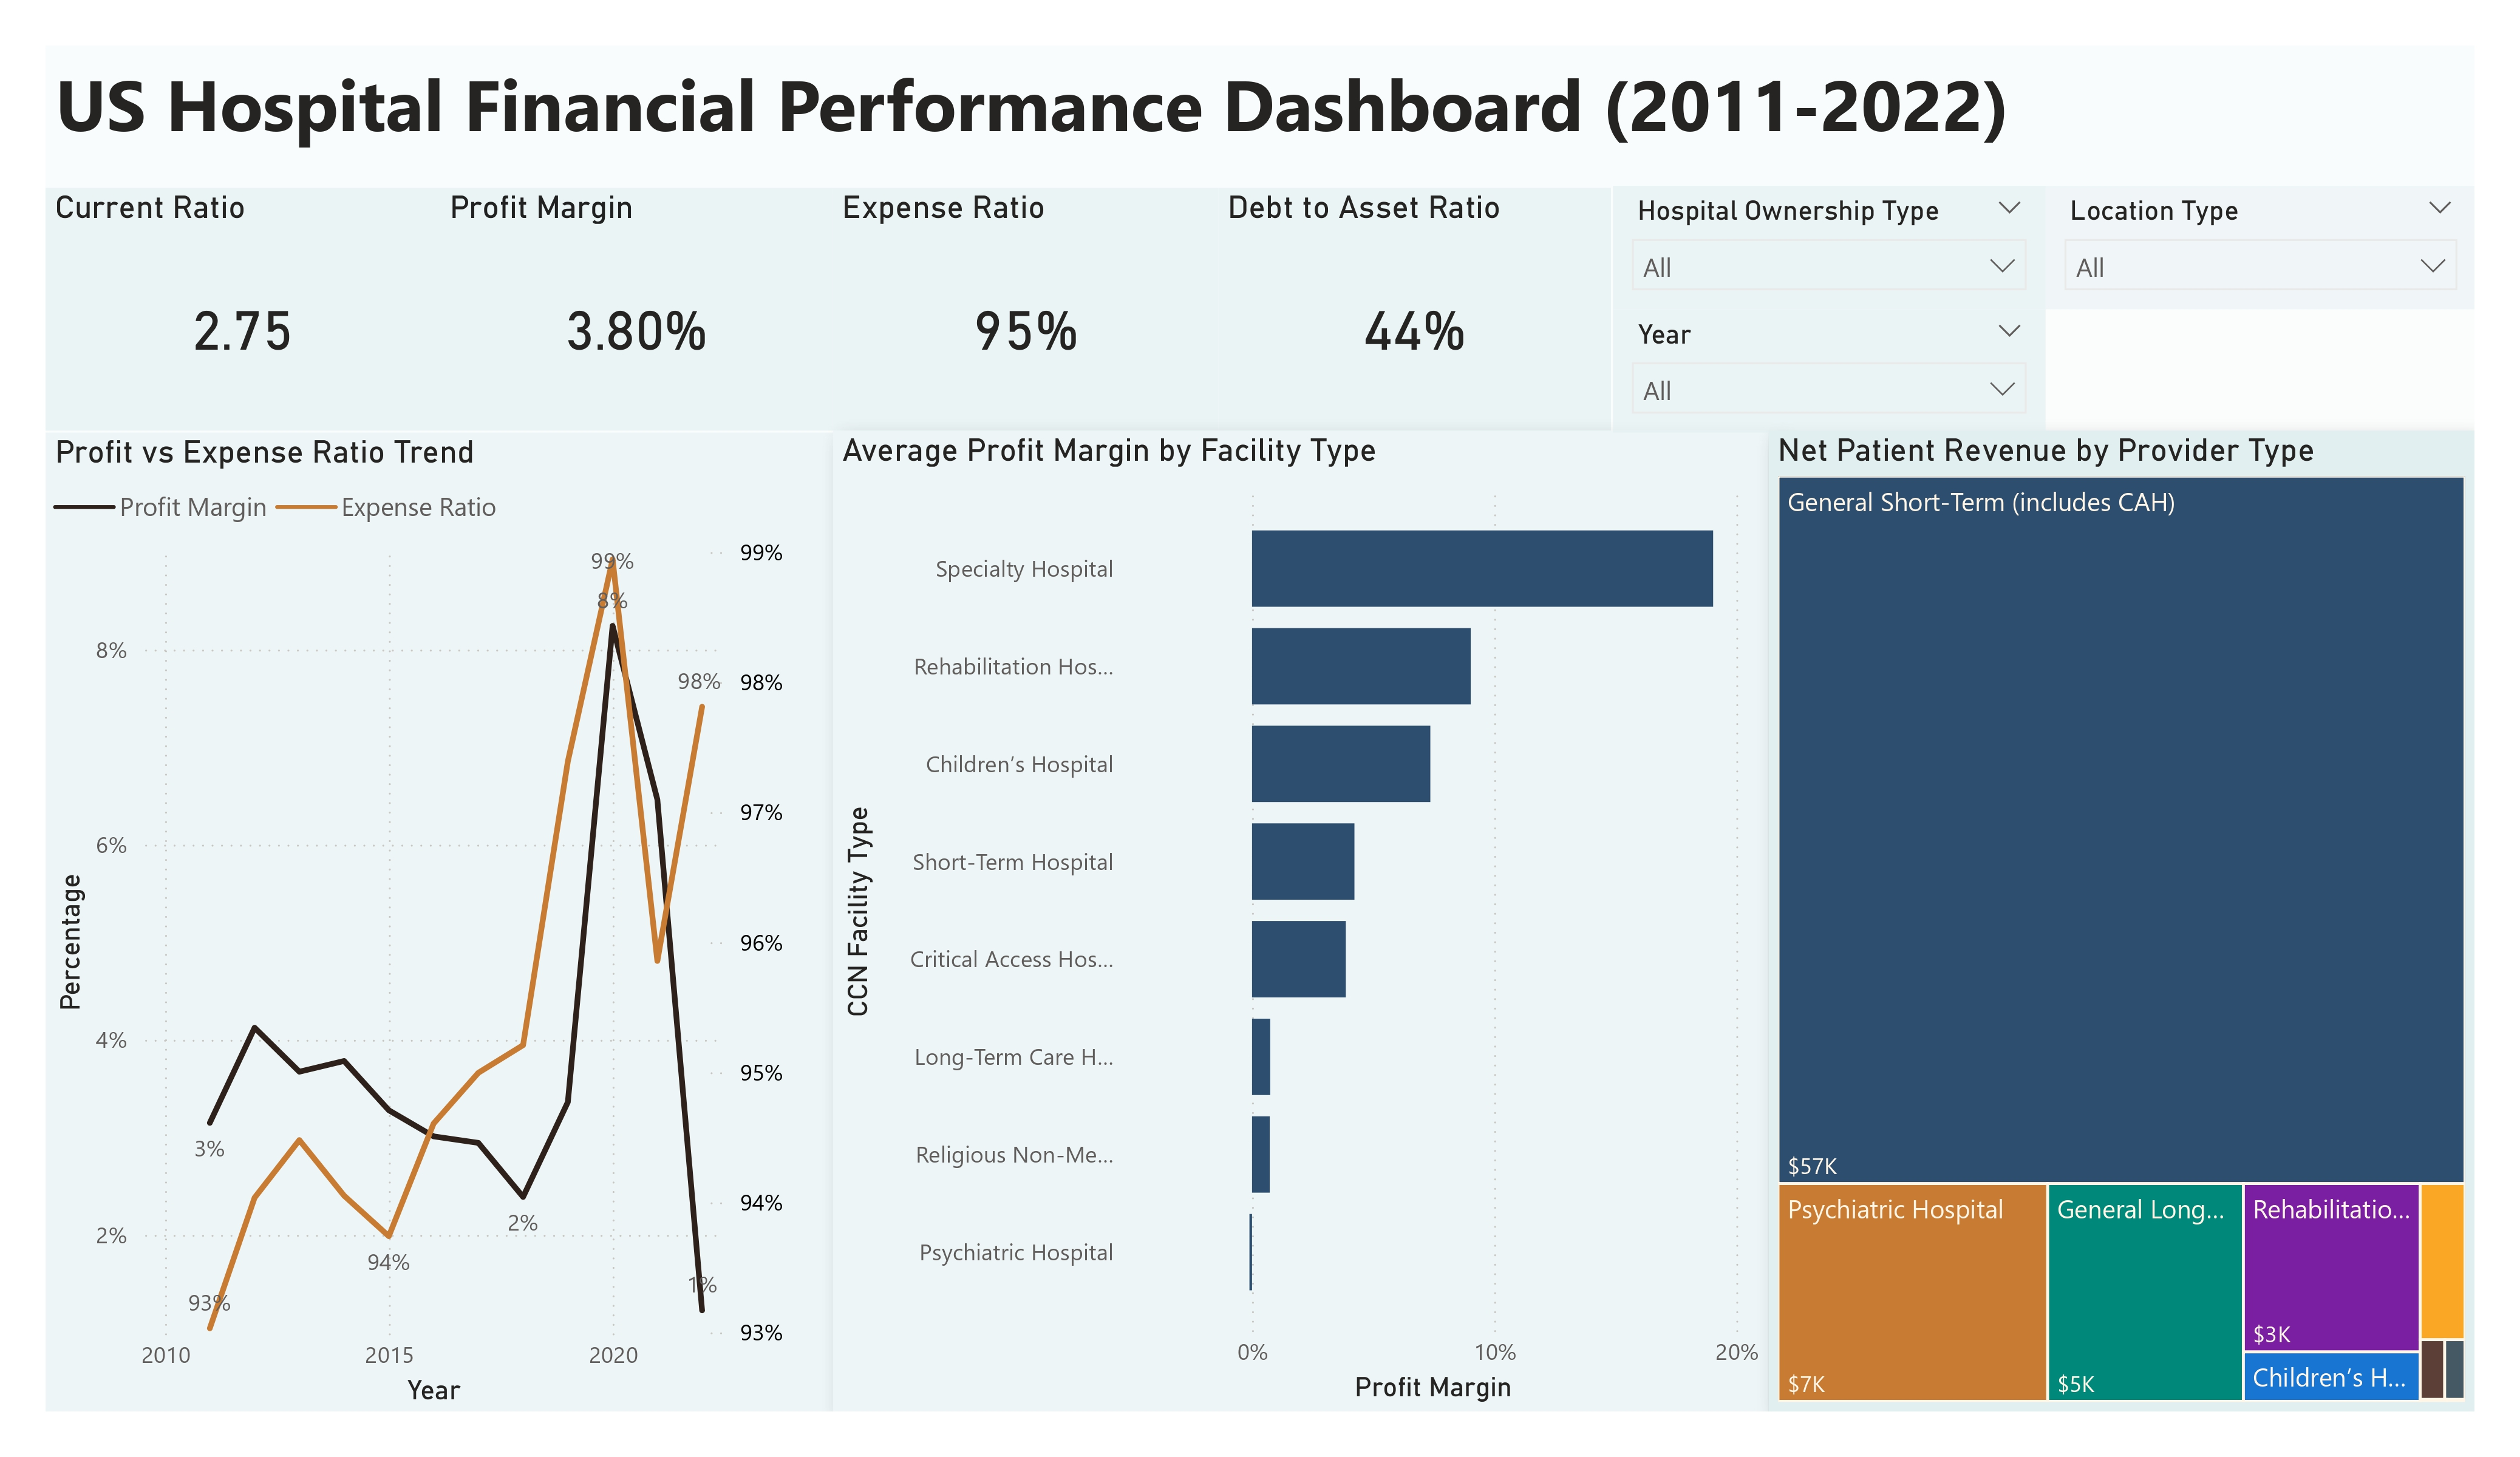 US Hospital Financial Performance Dashboard (2011-2022)
Current Ratio
2.75
Profit Margin
3.80%
Expense Ratio
95%
Debt to Asset Ratio
44%
Hospital Ownership Type
All
Location Type
All
Year
All
Profit vs Expense Ratio Trend
Profit Margin
Expense Ratio
Percentage
8%
6%
4%
2%
99%
98%
97%
96%
95%
94%
93%
99%
8%
98%
3%
2%
94%
93%
1%
2010
2015
2020
Year
Average Profit Margin by Facility Type
CCN Facility Type
Specialty Hospital
Rehabilitation Hos...
Children’s Hospital
Short-Term Hospital
Critical Access Hos...
Long-Term Care H...
Religious Non-Me...
Psychiatric Hospital
0%
10%
20%
Profit Margin
Net Patient Revenue by Provider Type
General Short-Term (includes CAH)
$57K
Psychiatric Hospital
$7K
General Long...
$5K
Rehabilitatio...
$3K
Children’s H...